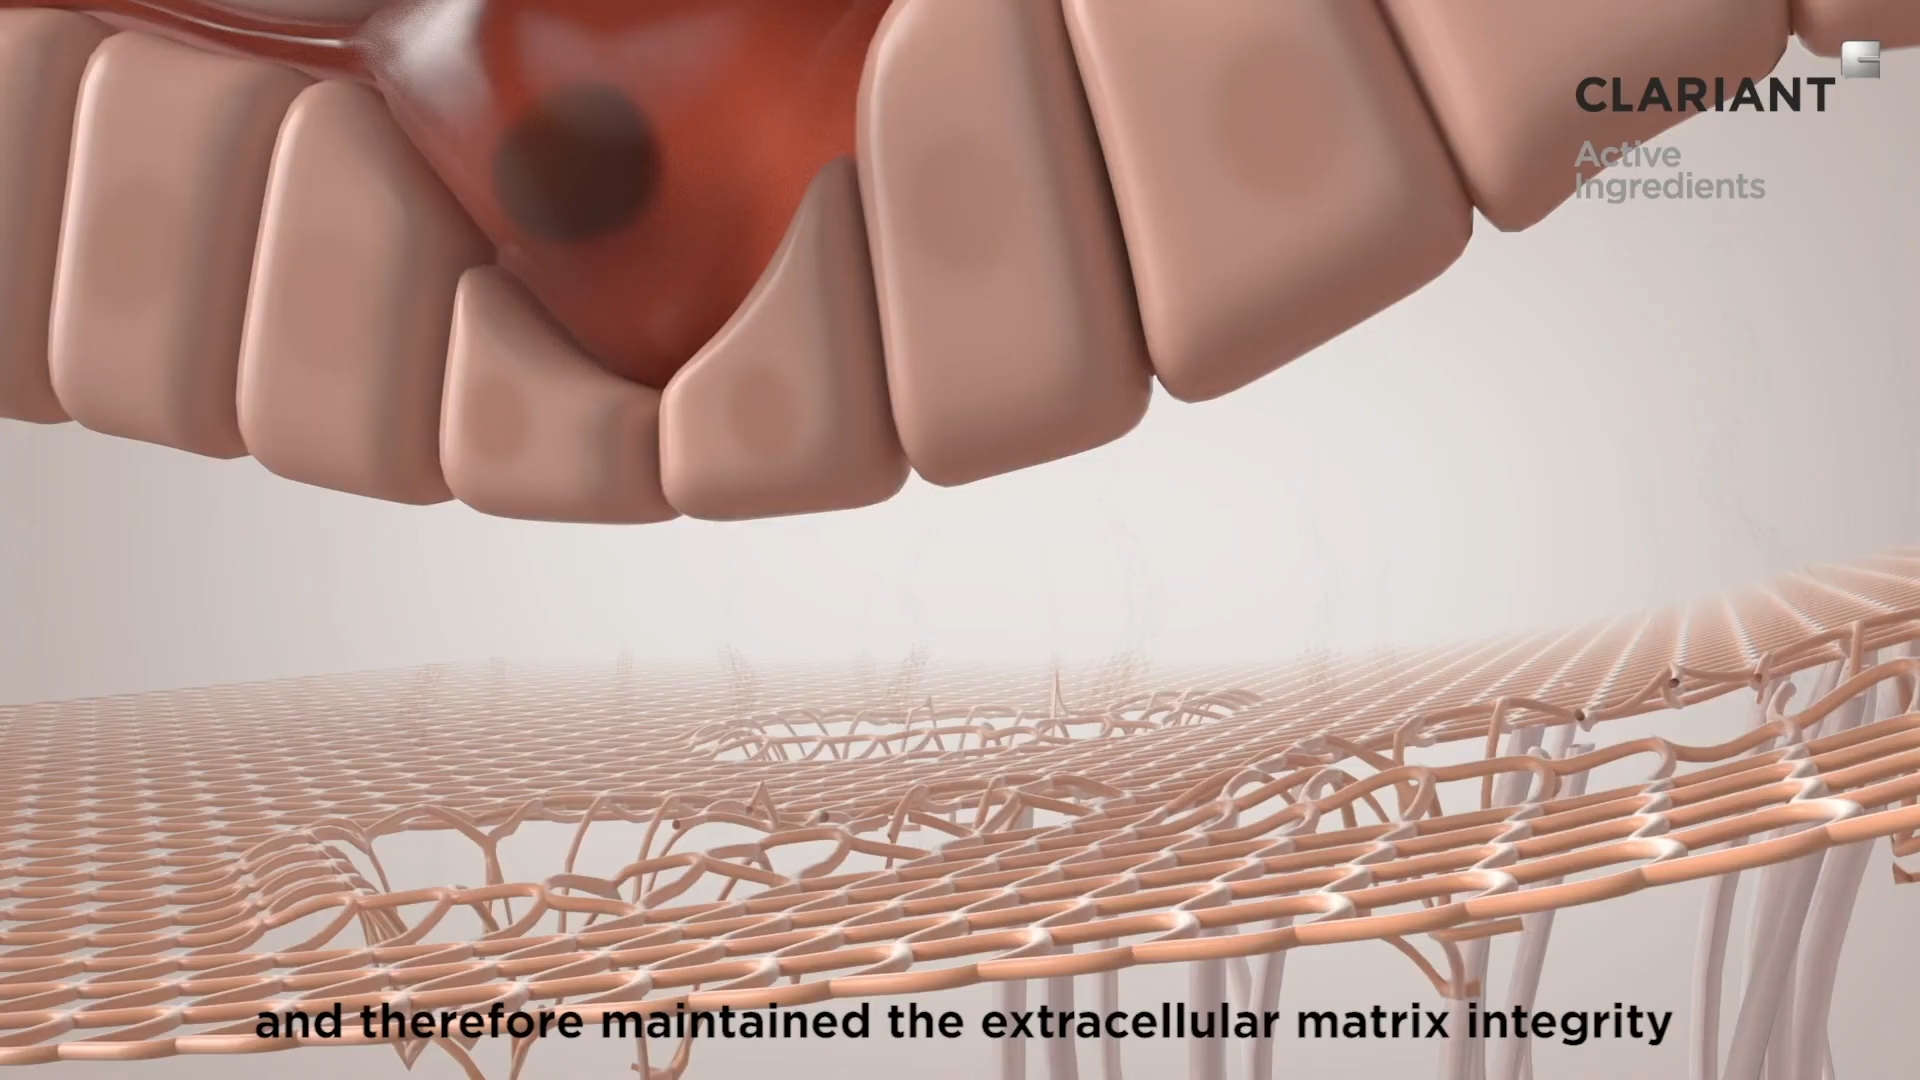 CLARIANT
Active
Ingredients
and therefore maintained the extracellular matrix integrity